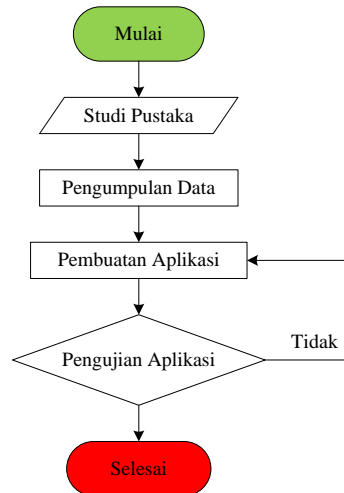 Mulai
Studi Pustaka
Pengumpulan Data
Pembuatan Aplikasi
Pengujian Aplikasi
Tidak
Selesai